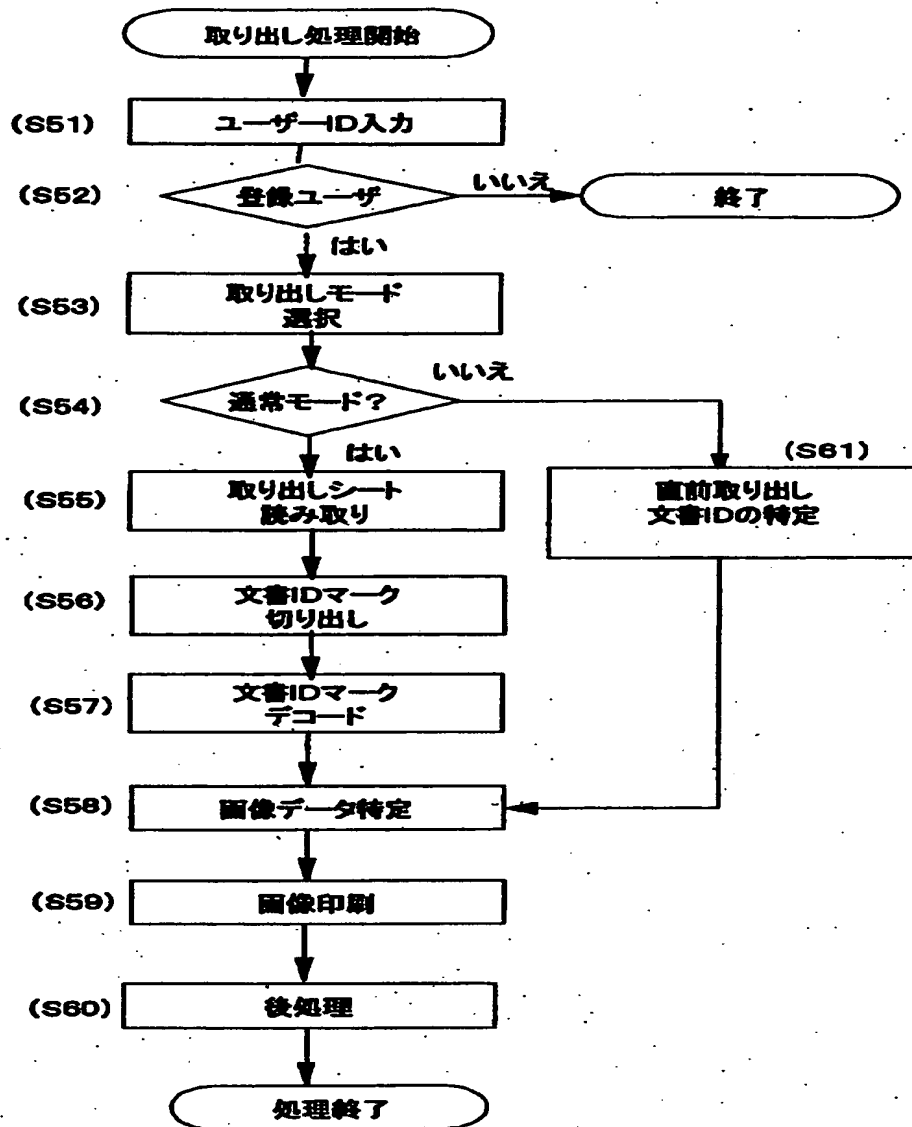 取り出し処理開始
(S51)
ユーザーID入力
(S52)
登録ユーザ
いいえ
終了
はい
(S53)
取り出しモード
選択
(S54)
通常モード?
いいえ
はい
(S55)
取り出しシート
読み取り
(S61)
直前取り出し
文書IDの特定
(S56)
文書IDマーク
切り出し
(S57)
文書IDマーク
デコード
(S58)
画像データ特定
(S59)
画像印刷
(S60)
後処理
処理終了